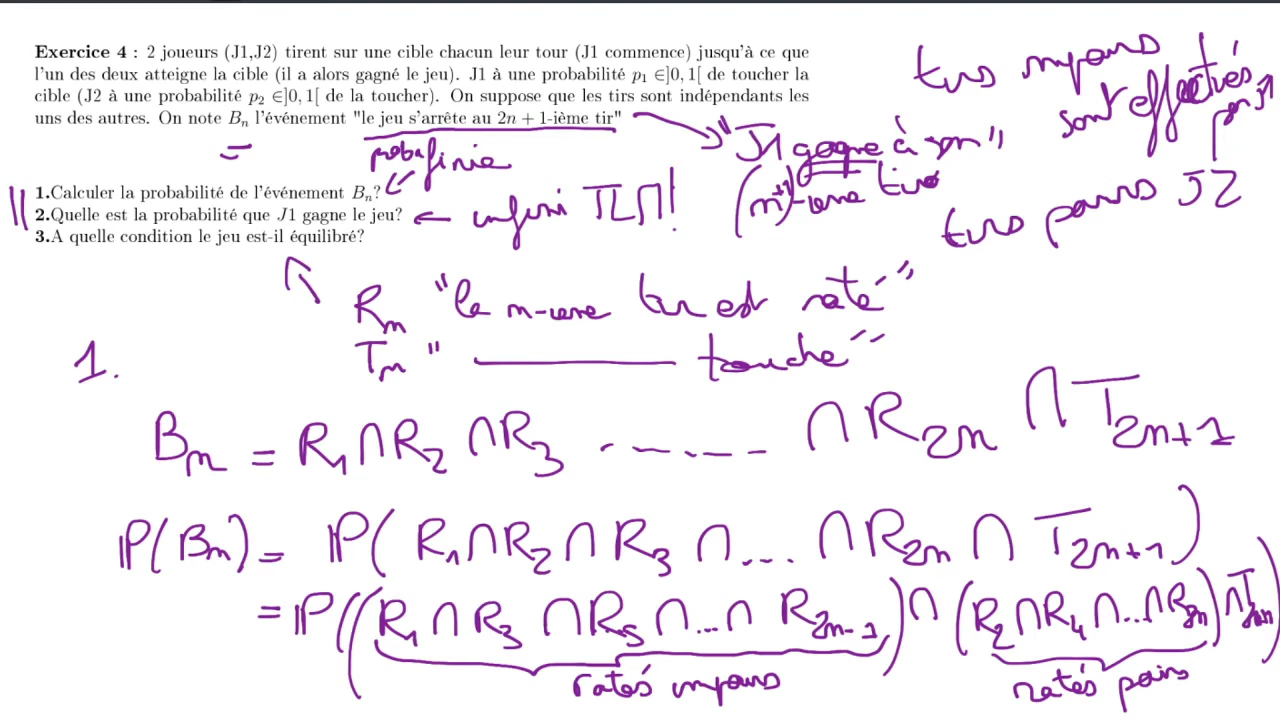 Exercice 4 : 2 joueurs (J1,J2) tirent sur une cible chacun leur tour (J1 commence) jusqu'à ce que
l'un des deux atteigne la cible (il a alors gagné le jeu). J1 à une probabilité p₁ ∈]0,1[ de toucher la
cible (J2 à une probabilité p₂ ∈]0,1[ de la toucher). On suppose que les tirs sont indépendants les
uns des autres. On note Bₙ l'événement "le jeu s'arrête au 2n + 1-ième tir"
tirs impairs
sont effectués
par J1
"J1 gagne à son
(n+1)-ième tir"
tirs pairs J2
proba finie
1.Calculer la probabilité de l'événement Bₙ?
2.Quelle est la probabilité que J1 gagne le jeu? ← infini TLM!
3.A quelle condition le jeu est-il équilibré?
Rₙ "le n-ième tir est raté"
Tₙ " ——— touché"
1.
Bₙ = R₁∩R₂∩R₃ ...... ∩R₂ₙ ∩T₂ₙ₊₁
ℙ(Bₙ) = ℙ(R₁∩R₂∩R₃ ∩... ∩R₂ₙ ∩ T₂ₙ₊₁)
= ℙ((R₁∩R₃∩R₅∩...∩R₂ₙ₋₁)∩(R₂∩R₄∩...∩R₂ₙ)∩T₂ₙ₊₁)
ratés impairs
ratés pairs